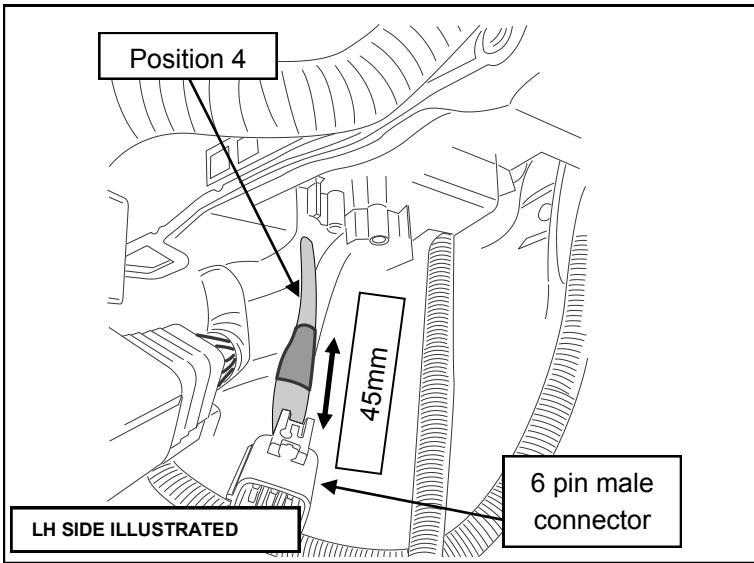 Position 4
45mm
6 pin male
connector
LH SIDE ILLUSTRATED